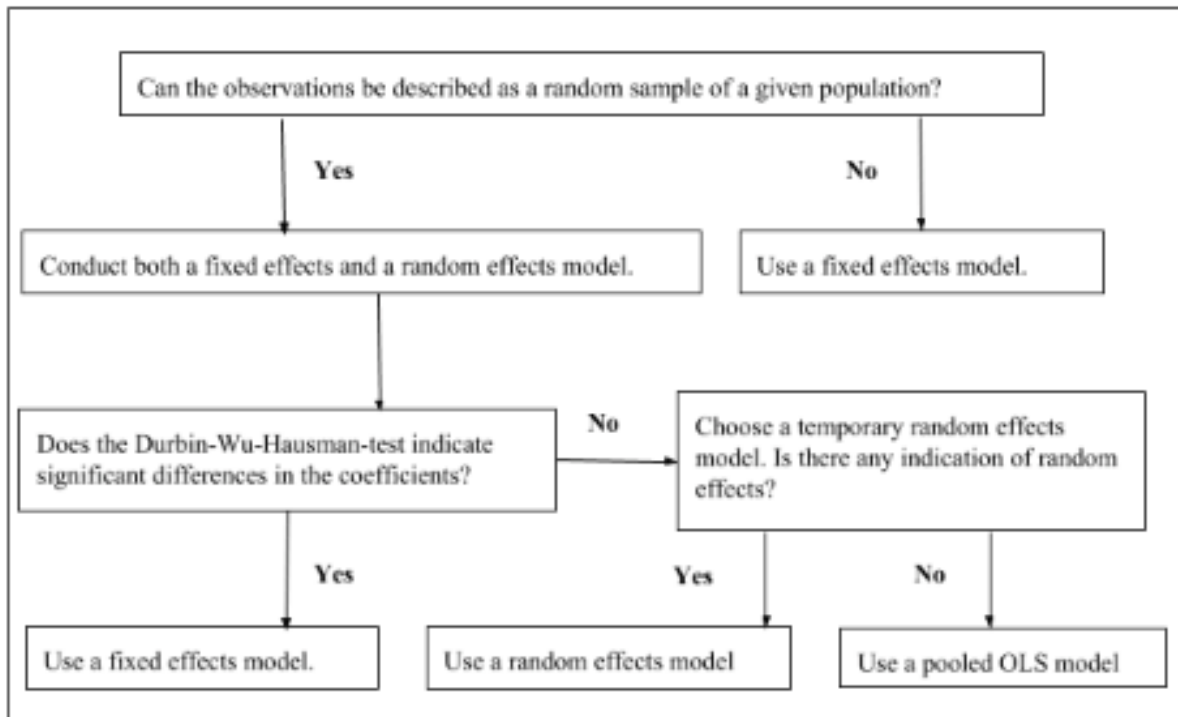 Can the observations be described as a random sample of a given population?
Yes
No
Conduct both a fixed effects and a random effects model.
Use a fixed effects model.
Does the Durbin-Wu-Hausman-test indicate
significant differences in the coefficients?
No
Choose a temporary random effects
model. Is there any indication of random
effects?
Yes
Yes
No
Use a fixed effects model.
Use a random effects model
Use a pooled OLS model